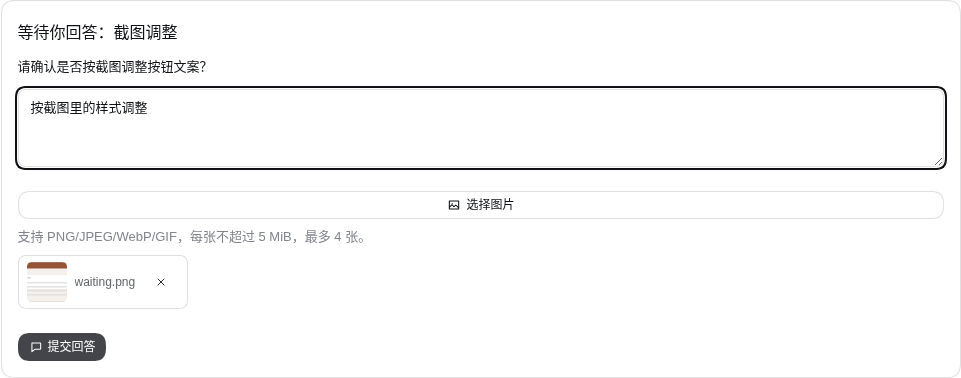 等待你回答：截图调整
请确认是否按截图调整按钮文案？
按截图里的样式调整
选择图片
支持 PNG/JPEG/WebP/GIF，每张不超过 5 MiB，最多 4 张。
waiting.png
提交回答